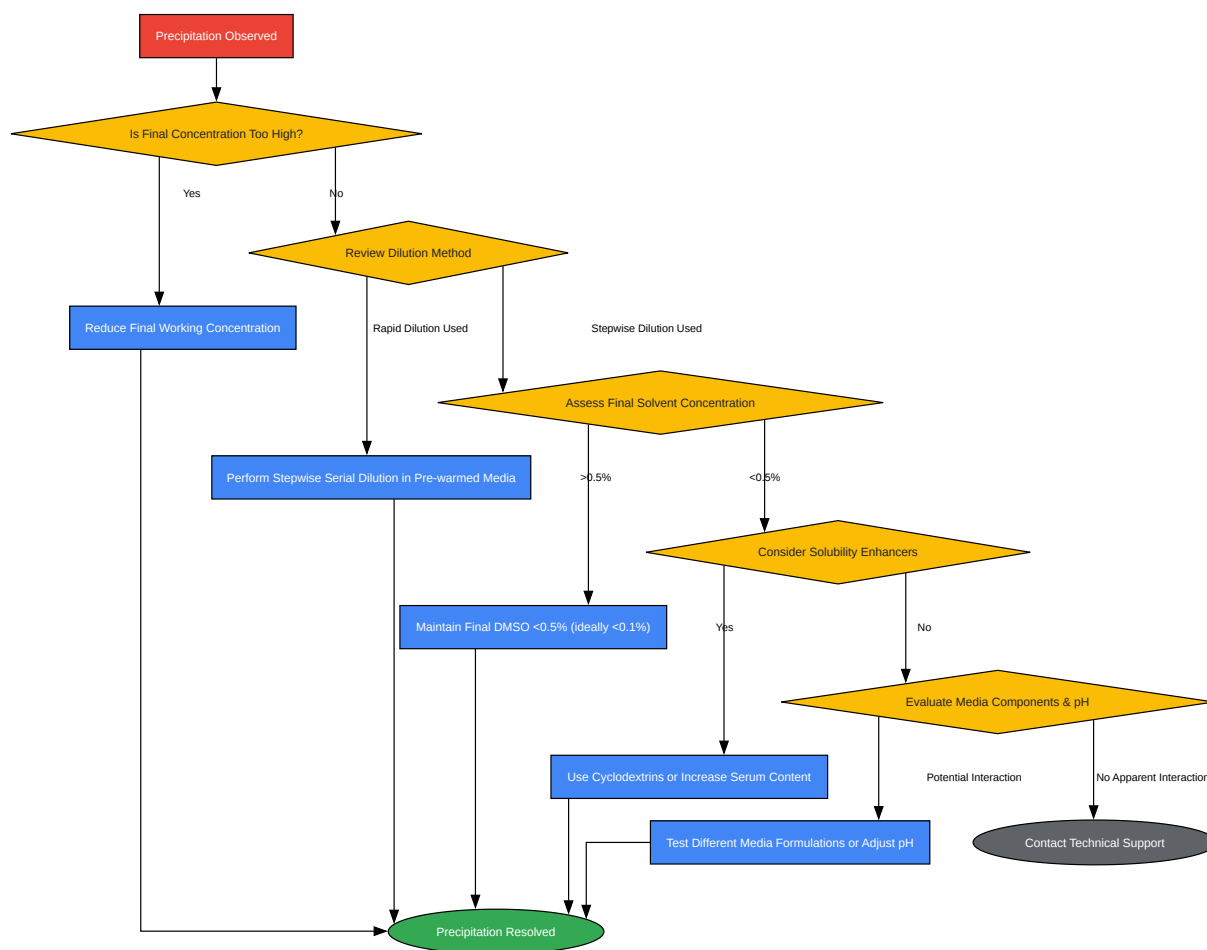 Precipitation Observed
Is Final Concentration Too High?
Yes
No
Review Dilution Method
Reduce Final Working Concentration
Rapid Dilution Used
Stepwise Dilution Used
Assess Final Solvent Concentration
Perform Stepwise Serial Dilution in Pre-warmed Media
>0.5%
<0.5%
Consider Solubility Enhancers
Maintain Final DMSO <0.5% (ideally <0.1%)
Yes
No
Evaluate Media Components & pH
Use Cyclodextrins or Increase Serum Content
Potential Interaction
No Apparent Interaction
Test Different Media Formulations or Adjust pH
Contact Technical Support
Precipitation Resolved